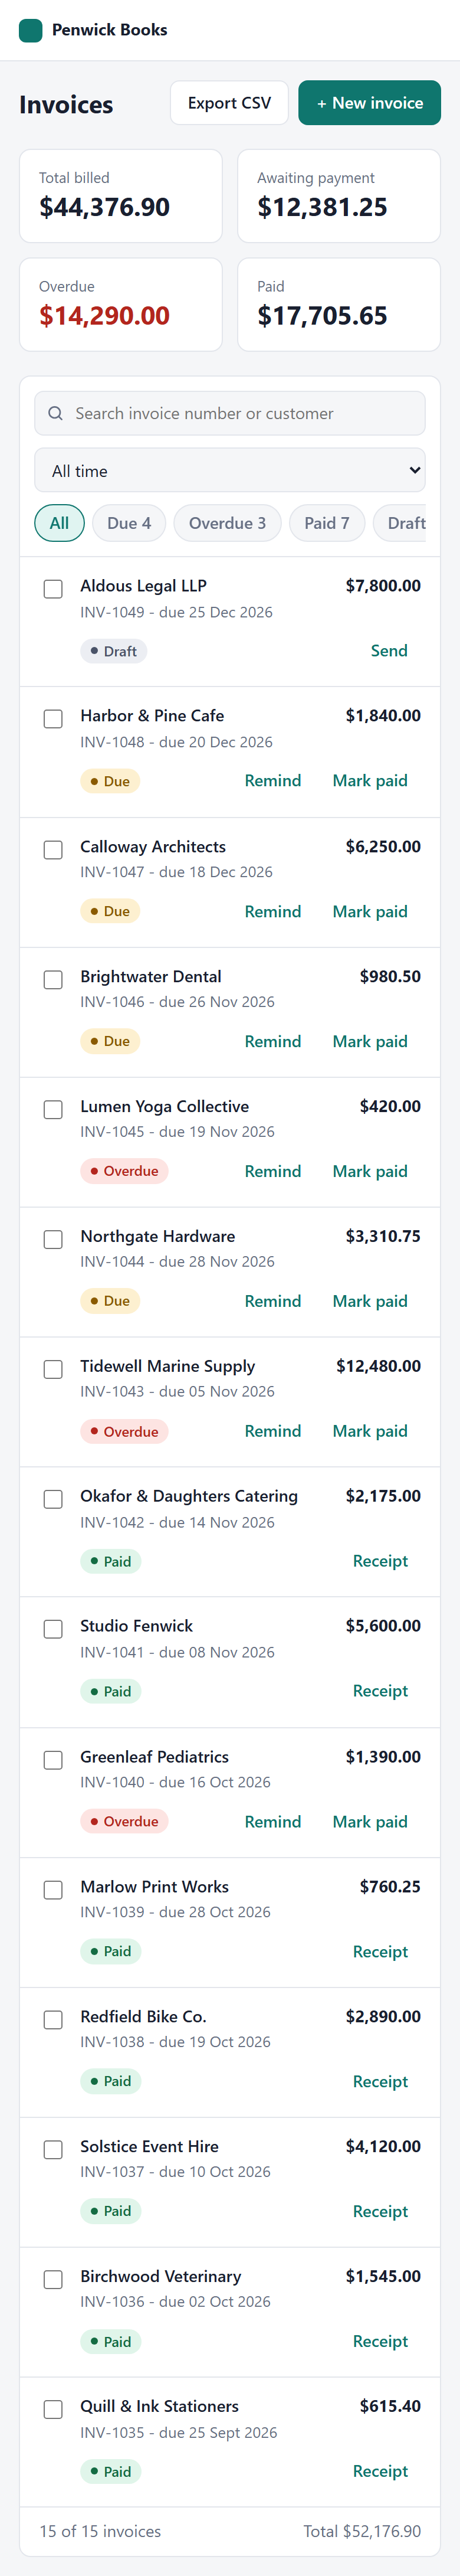 Penwick Books
Invoices
Export CSV
+ New invoice
Total billed
$44,376.90
Awaiting payment
$12,381.25
Overdue
$14,290.00
Paid
$17,705.65
Search invoice number or customer
All time
All
Due 4
Overdue 3
Paid 7
Draft
Aldous Legal LLP
$7,800.00
INV-1049 - due 25 Dec 2026
Draft
Send
Harbor & Pine Cafe
$1,840.00
INV-1048 - due 20 Dec 2026
Due
Remind
Mark paid
Calloway Architects
$6,250.00
INV-1047 - due 18 Dec 2026
Due
Remind
Mark paid
Brightwater Dental
$980.50
INV-1046 - due 26 Nov 2026
Due
Remind
Mark paid
Lumen Yoga Collective
$420.00
INV-1045 - due 19 Nov 2026
Overdue
Remind
Mark paid
Northgate Hardware
$3,310.75
INV-1044 - due 28 Nov 2026
Due
Remind
Mark paid
Tidewell Marine Supply
$12,480.00
INV-1043 - due 05 Nov 2026
Overdue
Remind
Mark paid
Okafor & Daughters Catering
$2,175.00
INV-1042 - due 14 Nov 2026
Paid
Receipt
Studio Fenwick
$5,600.00
INV-1041 - due 08 Nov 2026
Paid
Receipt
Greenleaf Pediatrics
$1,390.00
INV-1040 - due 16 Oct 2026
Overdue
Remind
Mark paid
Marlow Print Works
$760.25
INV-1039 - due 28 Oct 2026
Paid
Receipt
Redfield Bike Co.
$2,890.00
INV-1038 - due 19 Oct 2026
Paid
Receipt
Solstice Event Hire
$4,120.00
INV-1037 - due 10 Oct 2026
Paid
Receipt
Birchwood Veterinary
$1,545.00
INV-1036 - due 02 Oct 2026
Paid
Receipt
Quill & Ink Stationers
$615.40
INV-1035 - due 25 Sept 2026
Paid
Receipt
15 of 15 invoices
Total $52,176.90